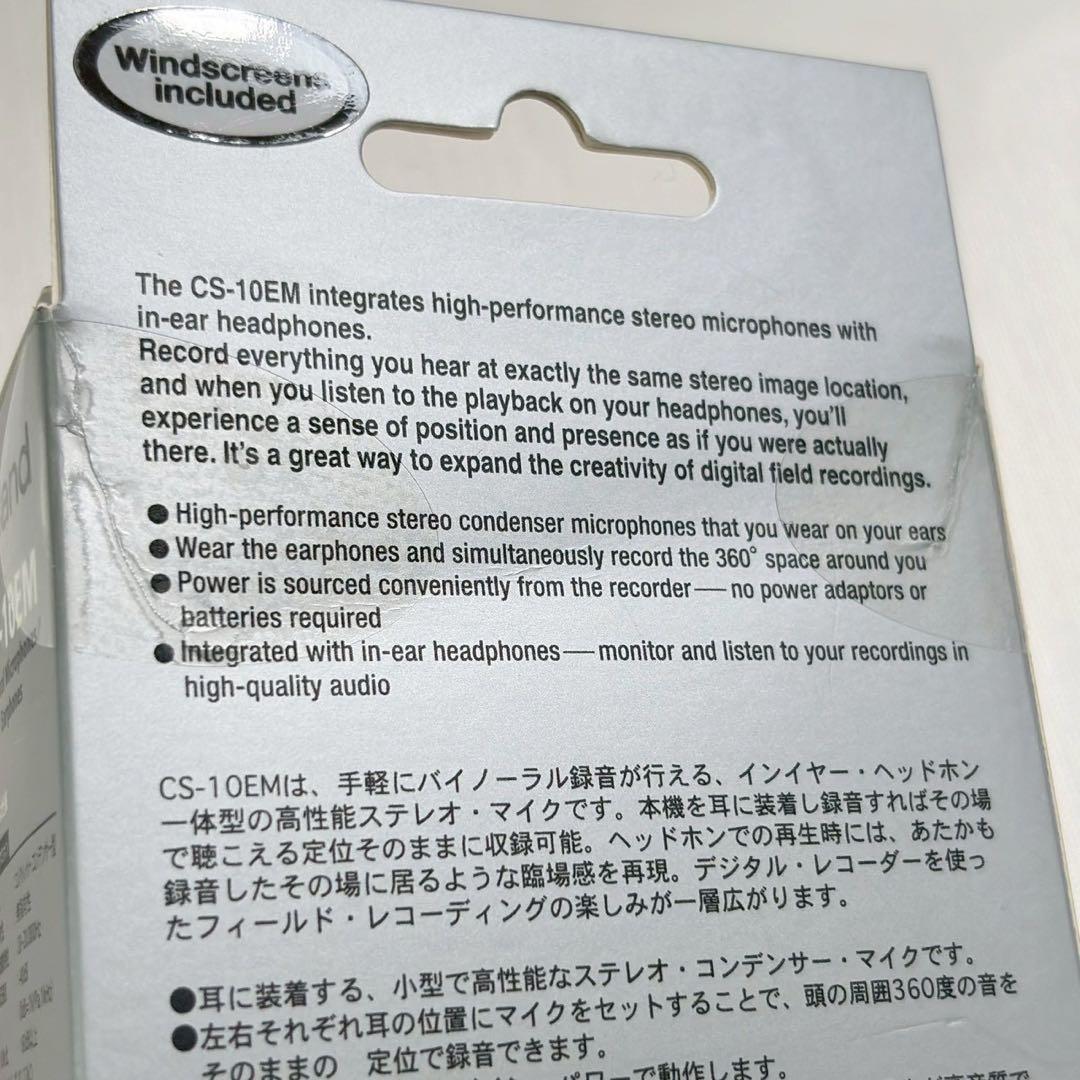 Windscreens
included
The CS-10EM integrates high-performance stereo microphones with
in-ear headphones.
Record everything you hear at exactly the same stereo image location,
and when you listen to the playback on your headphones, you'll
experience a sense of position and presence as if you were actually
there. It's a great way to expand the creativity of digital field recordings.
● High-performance stereo condenser microphones that you wear on your ears
● Wear the earphones and simultaneously record the 360° space around you
● Power is sourced conveniently from the recorder — no power adaptors or
batteries required
● Integrated with in-ear headphones — monitor and listen to your recordings in
high-quality audio
CS-10EMは、手軽にバイノーラル録音が行える、インイヤー・ヘッドホン
一体型の高性能ステレオ・マイクです。本機を耳に装着し録音すればその場
で聴こえる定位そのままに収録可能。ヘッドホンでの再生時には、あたかも
録音したその場に居るような臨場感を再現。デジタル・レコーダーを使っ
たフィールド・レコーディングの楽しみが一層広がります。
●耳に装着する、小型で高性能なステレオ・コンデンサー・マイクです。
●左右それぞれ耳の位置にマイクをセットすることで、頭の周囲360度の音を
そのままの 定位で録音できます。
パワーで動作します。